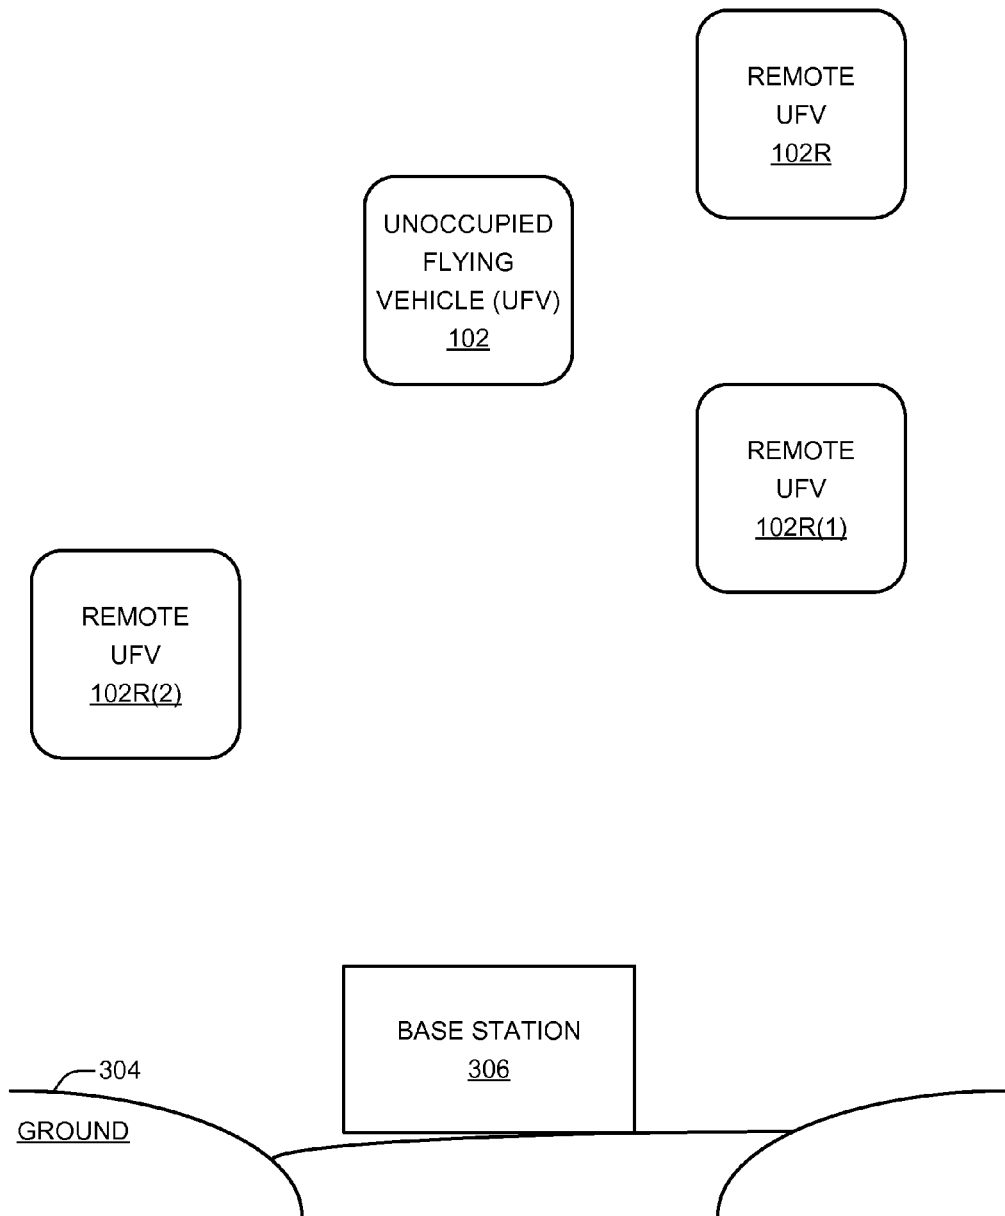 REMOTE
UFV
102R
UNOCCUPIED
FLYING
VEHICLE (UFV)
102
REMOTE
UFV
102R(1)
REMOTE
UFV
102R(2)
BASE STATION
306
304
GROUND